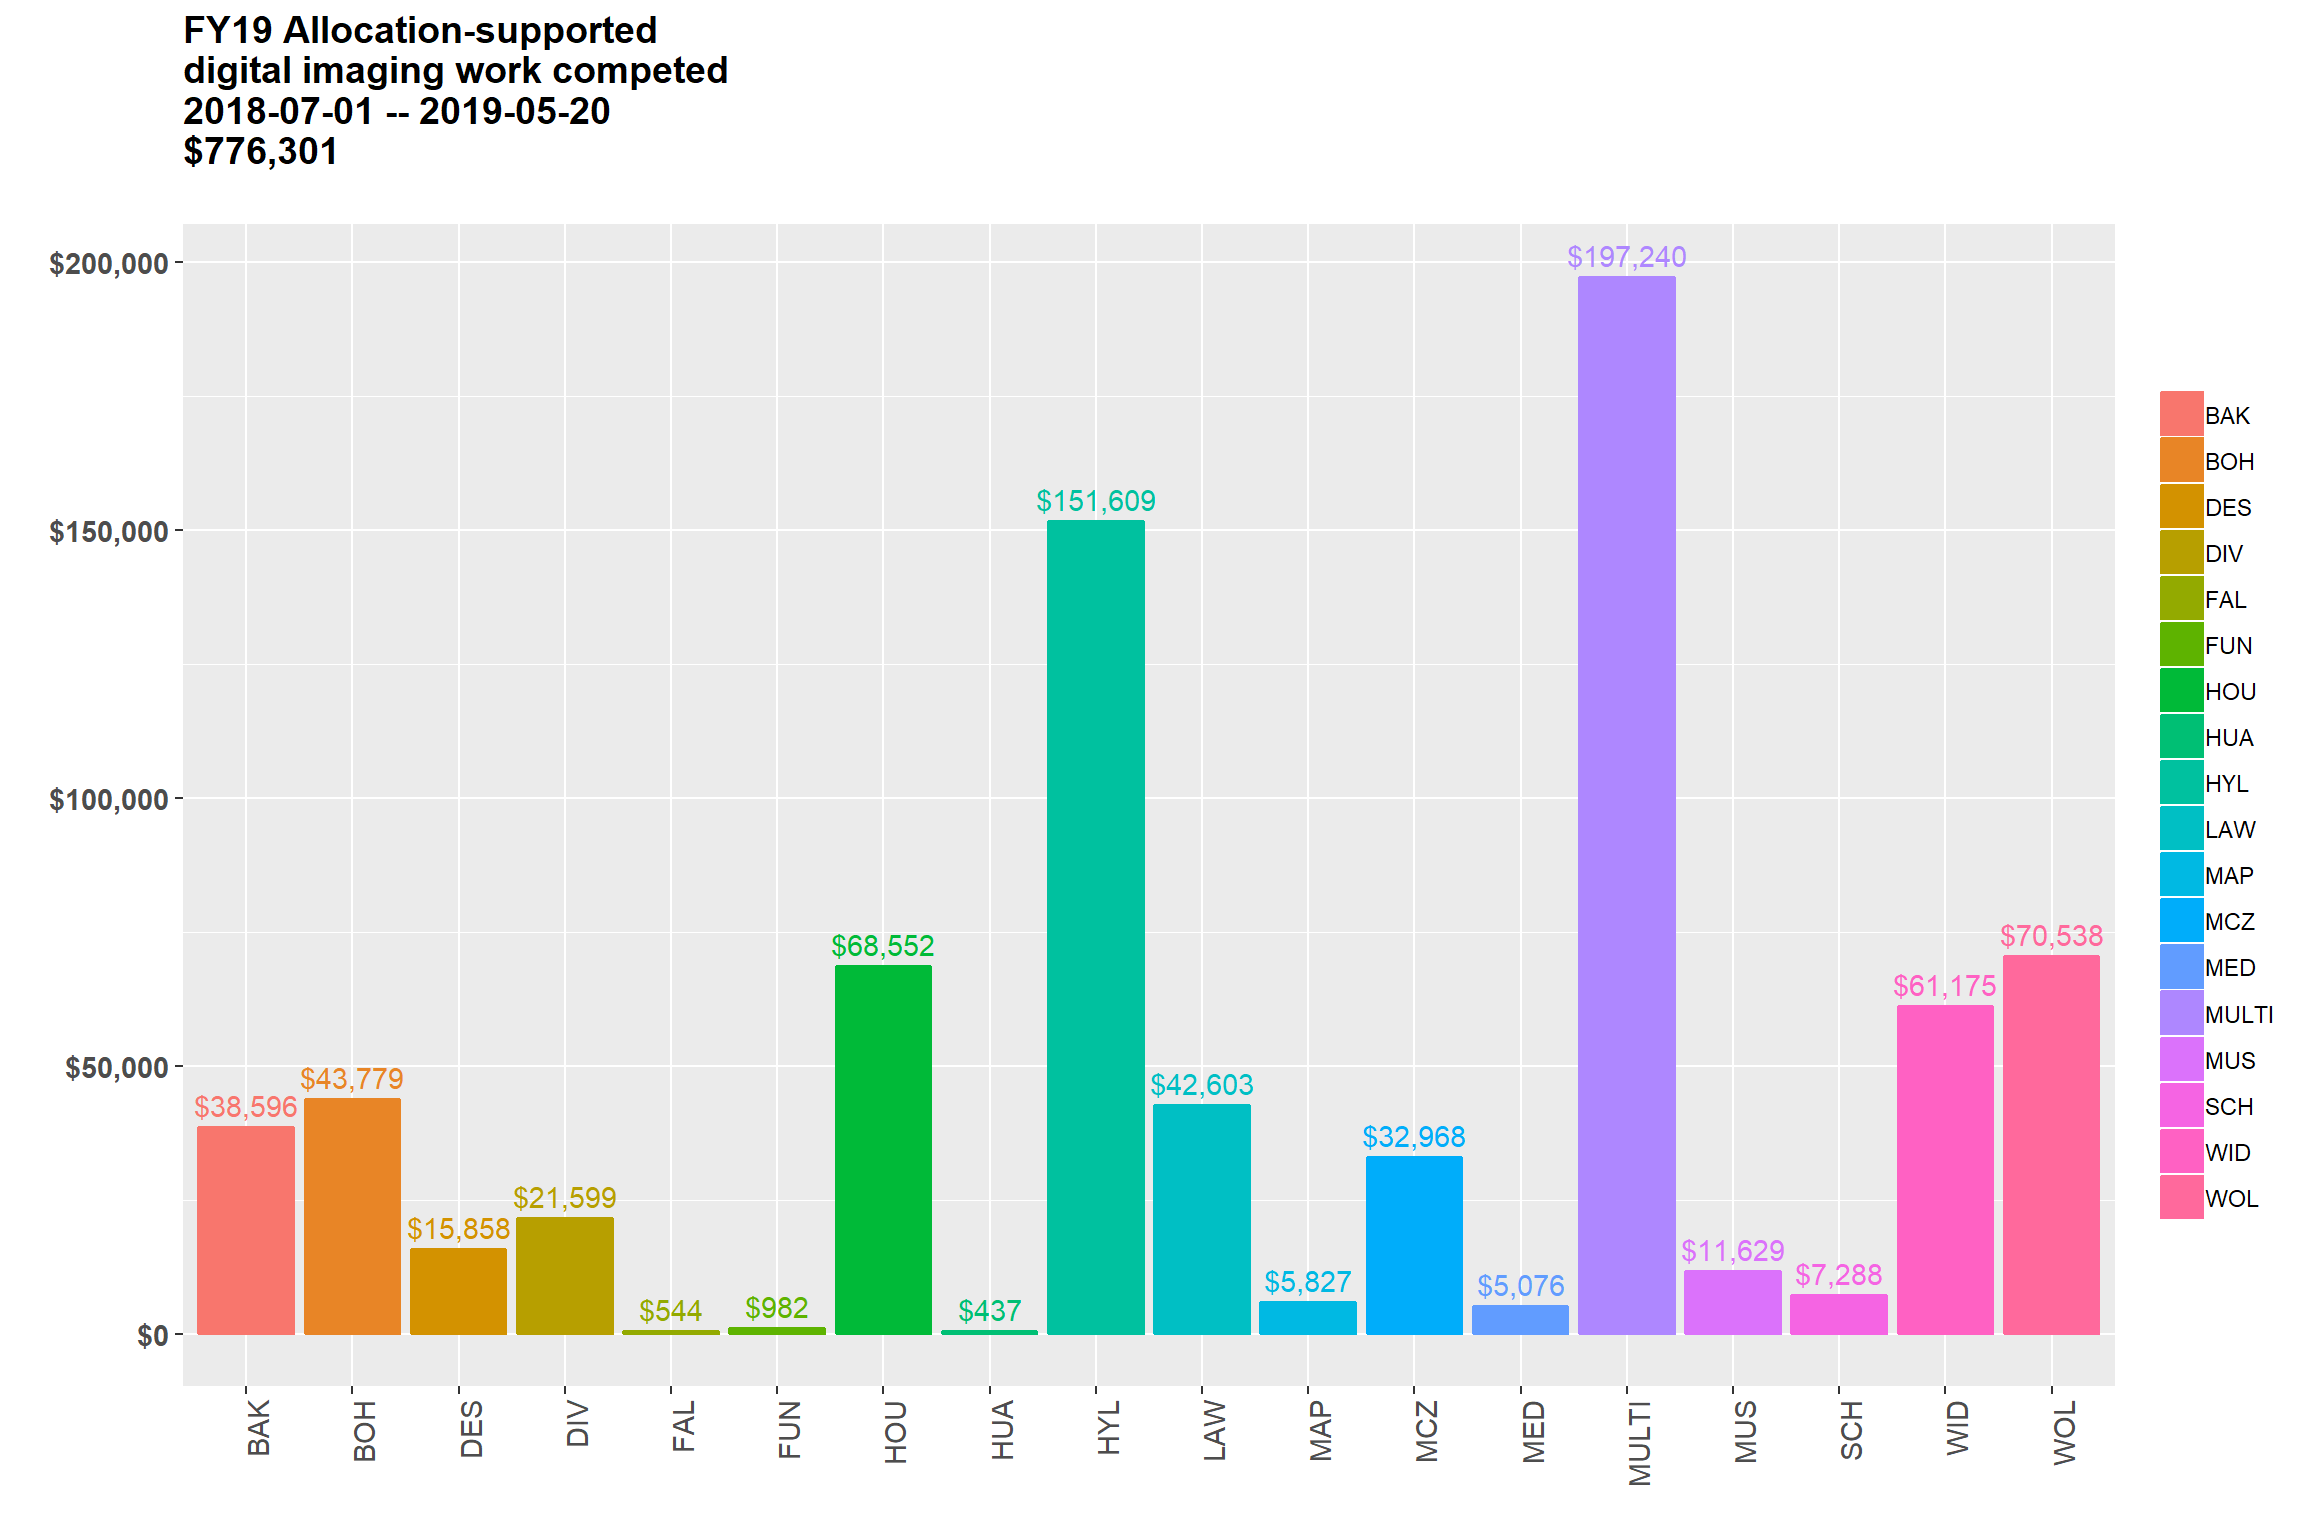 FY19 Allocation-supported
digital imaging work competed
2018-07-01 -- 2019-05-20
$776,301
$200,000
$150,000
$100,000
$50,000
$0
$38,596
$43,779
$15,858
$21,599
$544
$982
$68,552
$437
$151,609
$42,603
$5,827
$32,968
$5,076
$197,240
$11,629
$7,288
$61,175
$70,538
BAK
BOH
DES
DIV
FAL
FUN
HOU
HUA
HYL
LAW
MAP
MCZ
MED
MULTI
MUS
SCH
WID
WOL
BAK
BOH
DES
DIV
FAL
FUN
HOU
HUA
HYL
LAW
MAP
MCZ
MED
MULTI
MUS
SCH
WID
WOL